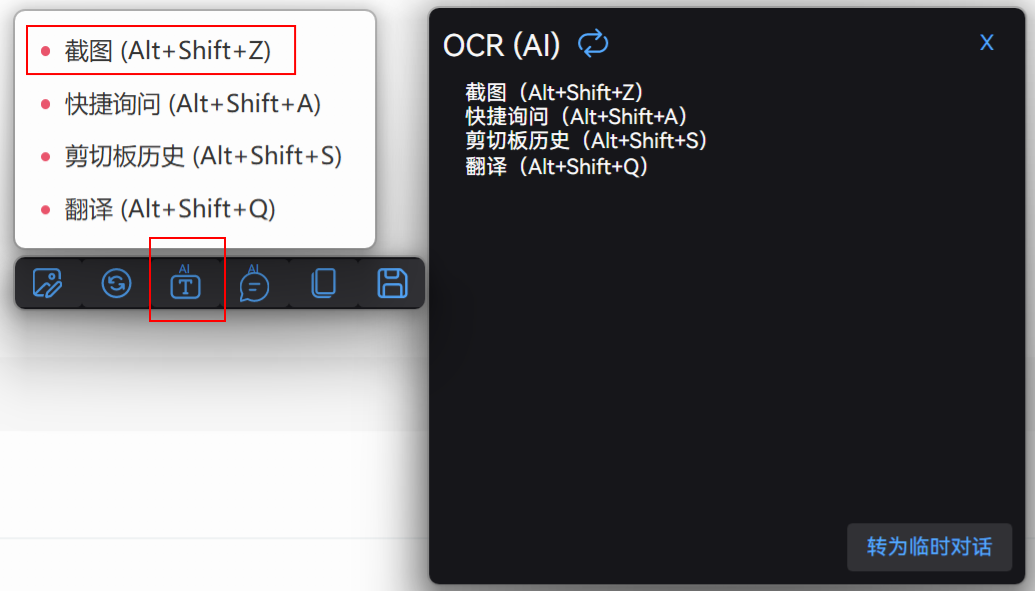 截图 (Alt+Shift+Z)
快捷询问 (Alt+Shift+A)
剪切板历史 (Alt+Shift+S)
翻译 (Alt+Shift+Q)
AI
T
AI
OCR (AI)
X
截图（Alt+Shift+Z）
快捷询问（Alt+Shift+A）
剪切板历史（Alt+Shift+S）
翻译（Alt+Shift+Q）
转为临时对话